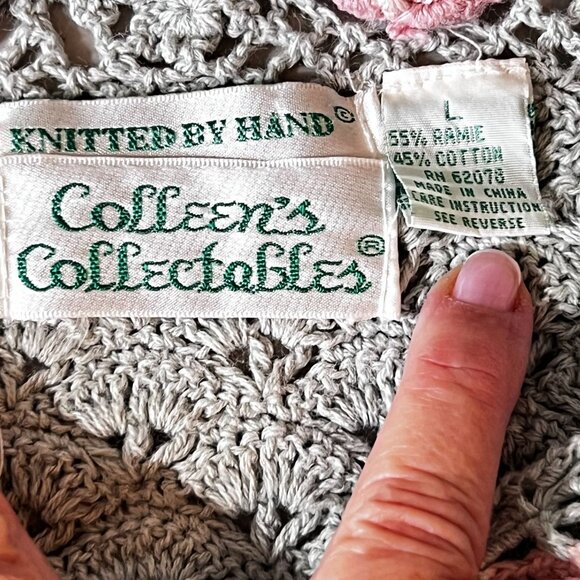 KNITTED BY HAND ©
Colleen's
Collectables ®
L
55% RAMIE
45% COTTON
RN 62078
MADE IN CHINA
CARE INSTRUCTION
SEE REVERSE